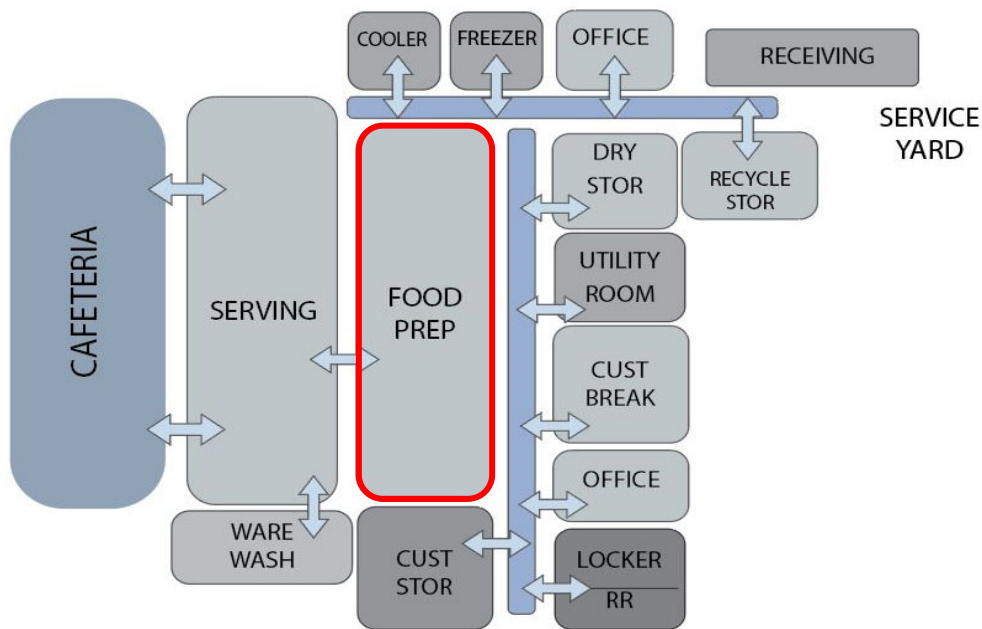 COOLER
FREEZER
OFFICE
RECEIVING
SERVICE
YARD
DRY
STOR
RECYCLE
STOR
CAFETERIA
SERVING
FOOD
PREP
UTILITY
ROOM
CUST
BREAK
OFFICE
WARE
WASH
CUST
STOR
LOCKER
RR